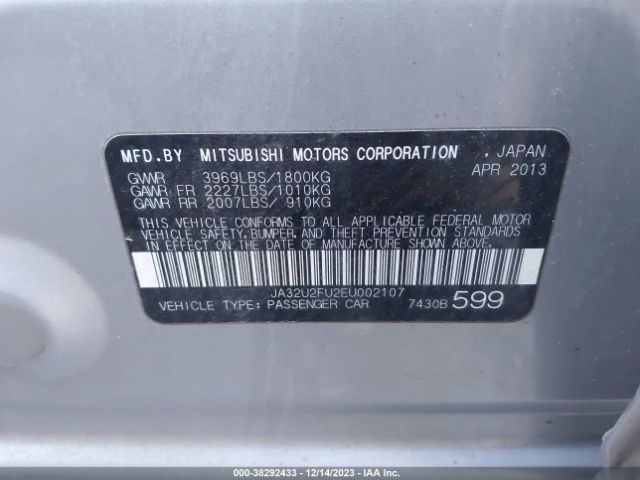 MFD.BY MITSUBISHI MOTORS CORPORATION , JAPAN
GVWR 3969LBS/1800KG APR 2013
GAWR FR 2227LBS/1010KG
GAWR RR 2007LBS/ 910KG
THIS VEHICLE CONFORMS TO ALL APPLICABLE FEDERAL MOTOR
VEHICLE SAFETY,BUMPER,AND THEFT PREVENTION STANDARDS
IN EFFECT ON THE DATE OF MANUFACTURE SHOWN ABOVE.
JA32U2FU2EU002107
VEHICLE TYPE: PASSENGER CAR 7430B 599
000-38292433 - 12/14/2023 - IAAI.COM